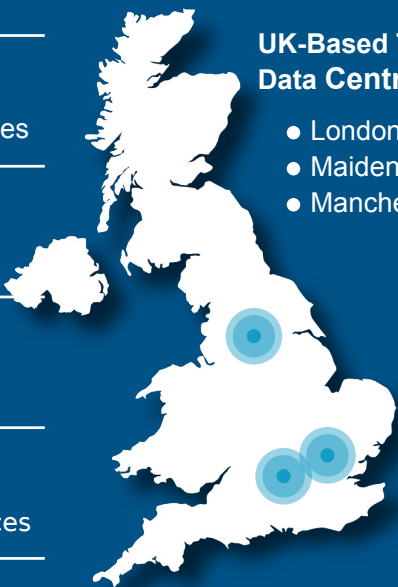 UK-Based
Data Centr
● London
● Maiden
● Manche
es
ces